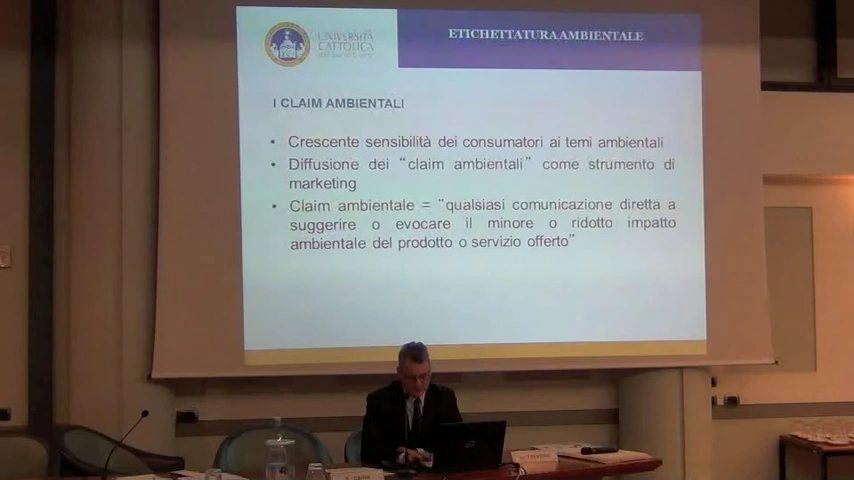 UNIVERSITÀ
CATTOLICA
ETICHETTATURA AMBIENTALE
I CLAIM AMBIENTALI
• Crescente sensibilità dei consumatori ai temi ambientali
• Diffusione dei “claim ambientali” come strumento di
marketing
• Claim ambientale = “qualsiasi comunicazione diretta a
suggerire o evocare il minore o ridotto impatto
ambientale del prodotto o servizio offerto”